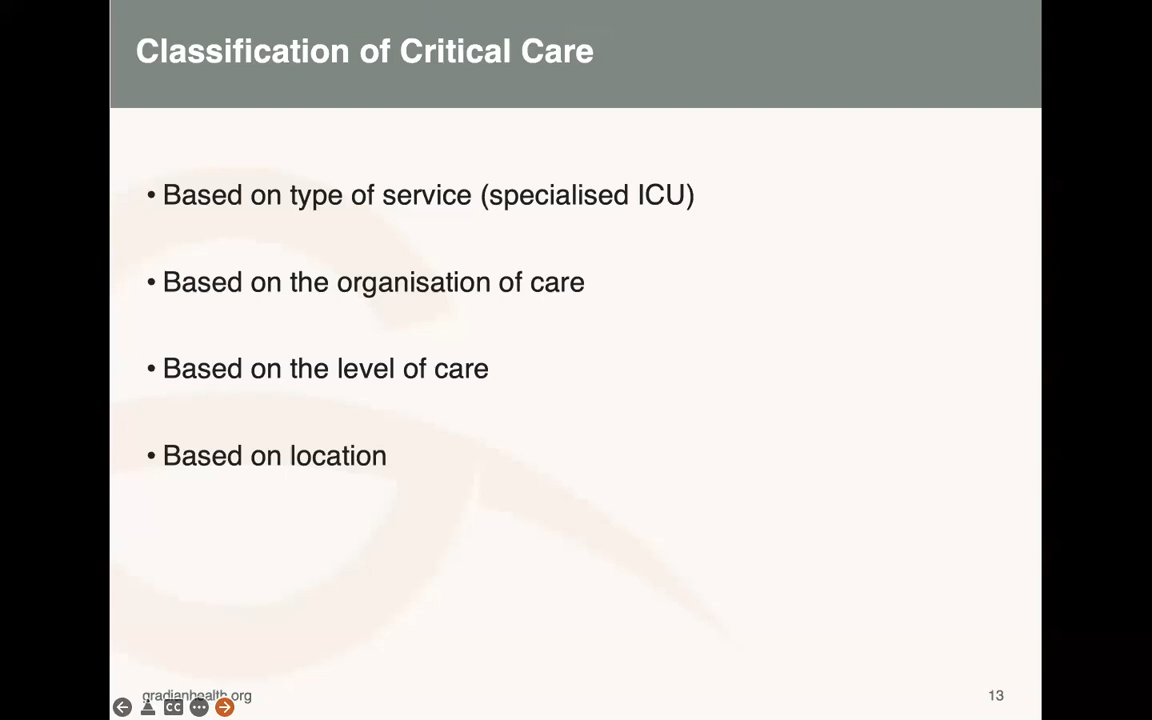 Classification of Critical Care
• Based on type of service (specialised ICU)
• Based on the organisation of care
• Based on the level of care
• Based on location
gradianhealth.org
13
CC